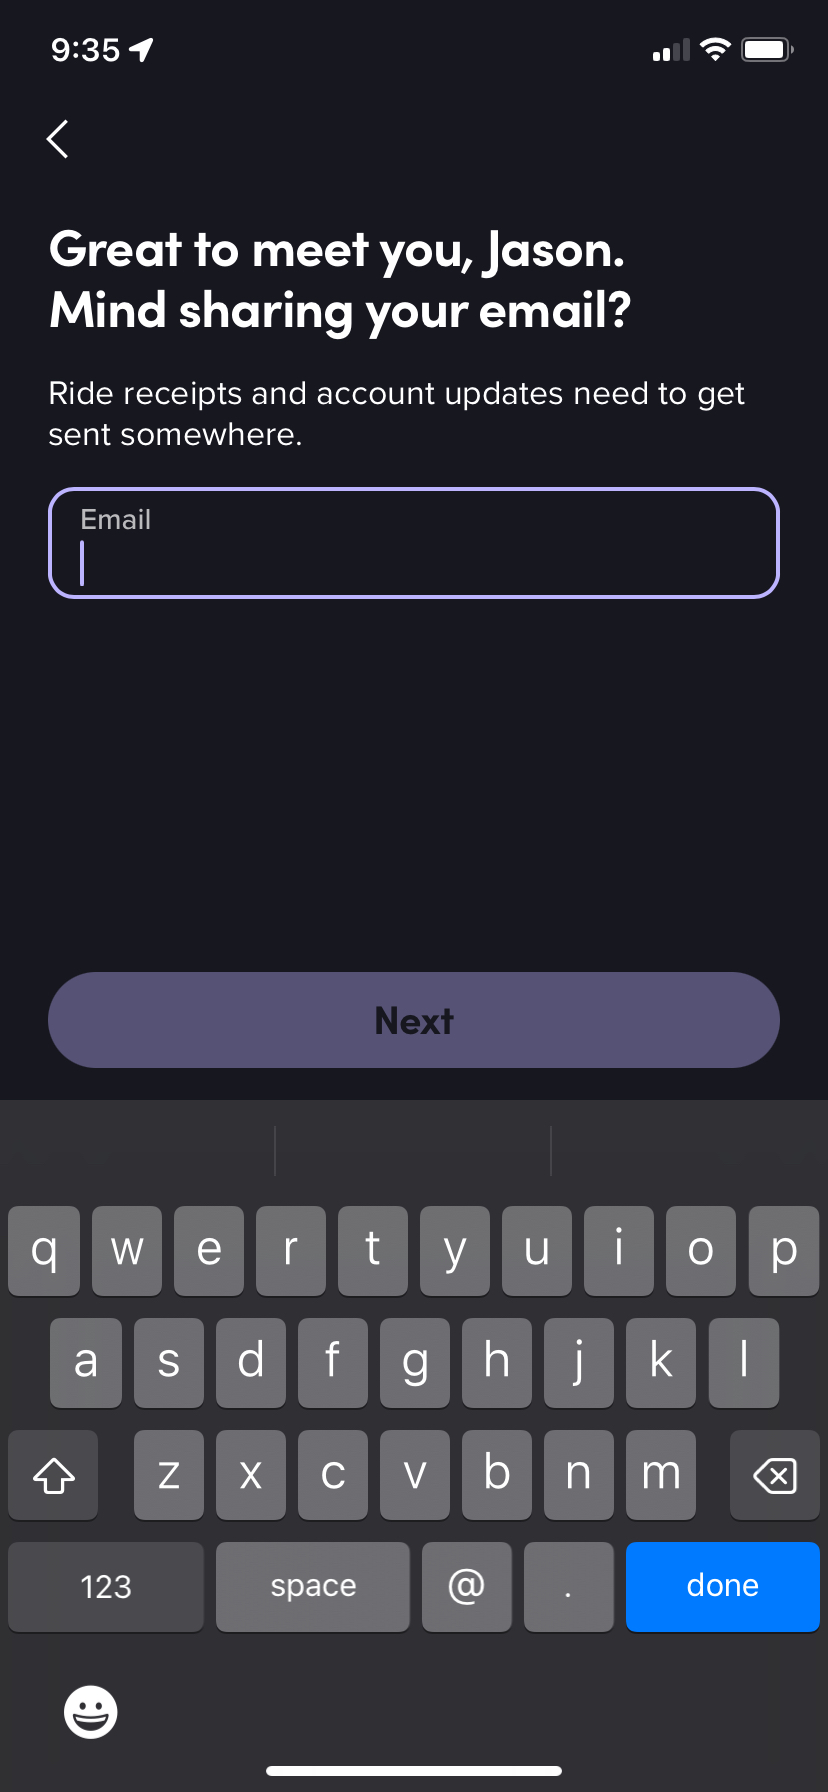 9:35
Great to meet you, Jason.
Mind sharing your email?
Ride receipts and account updates need to get
sent somewhere.
Email
Next
q w e r t y u i o p
a s d f g h j k l
z x c v b n m
123 space @ . done